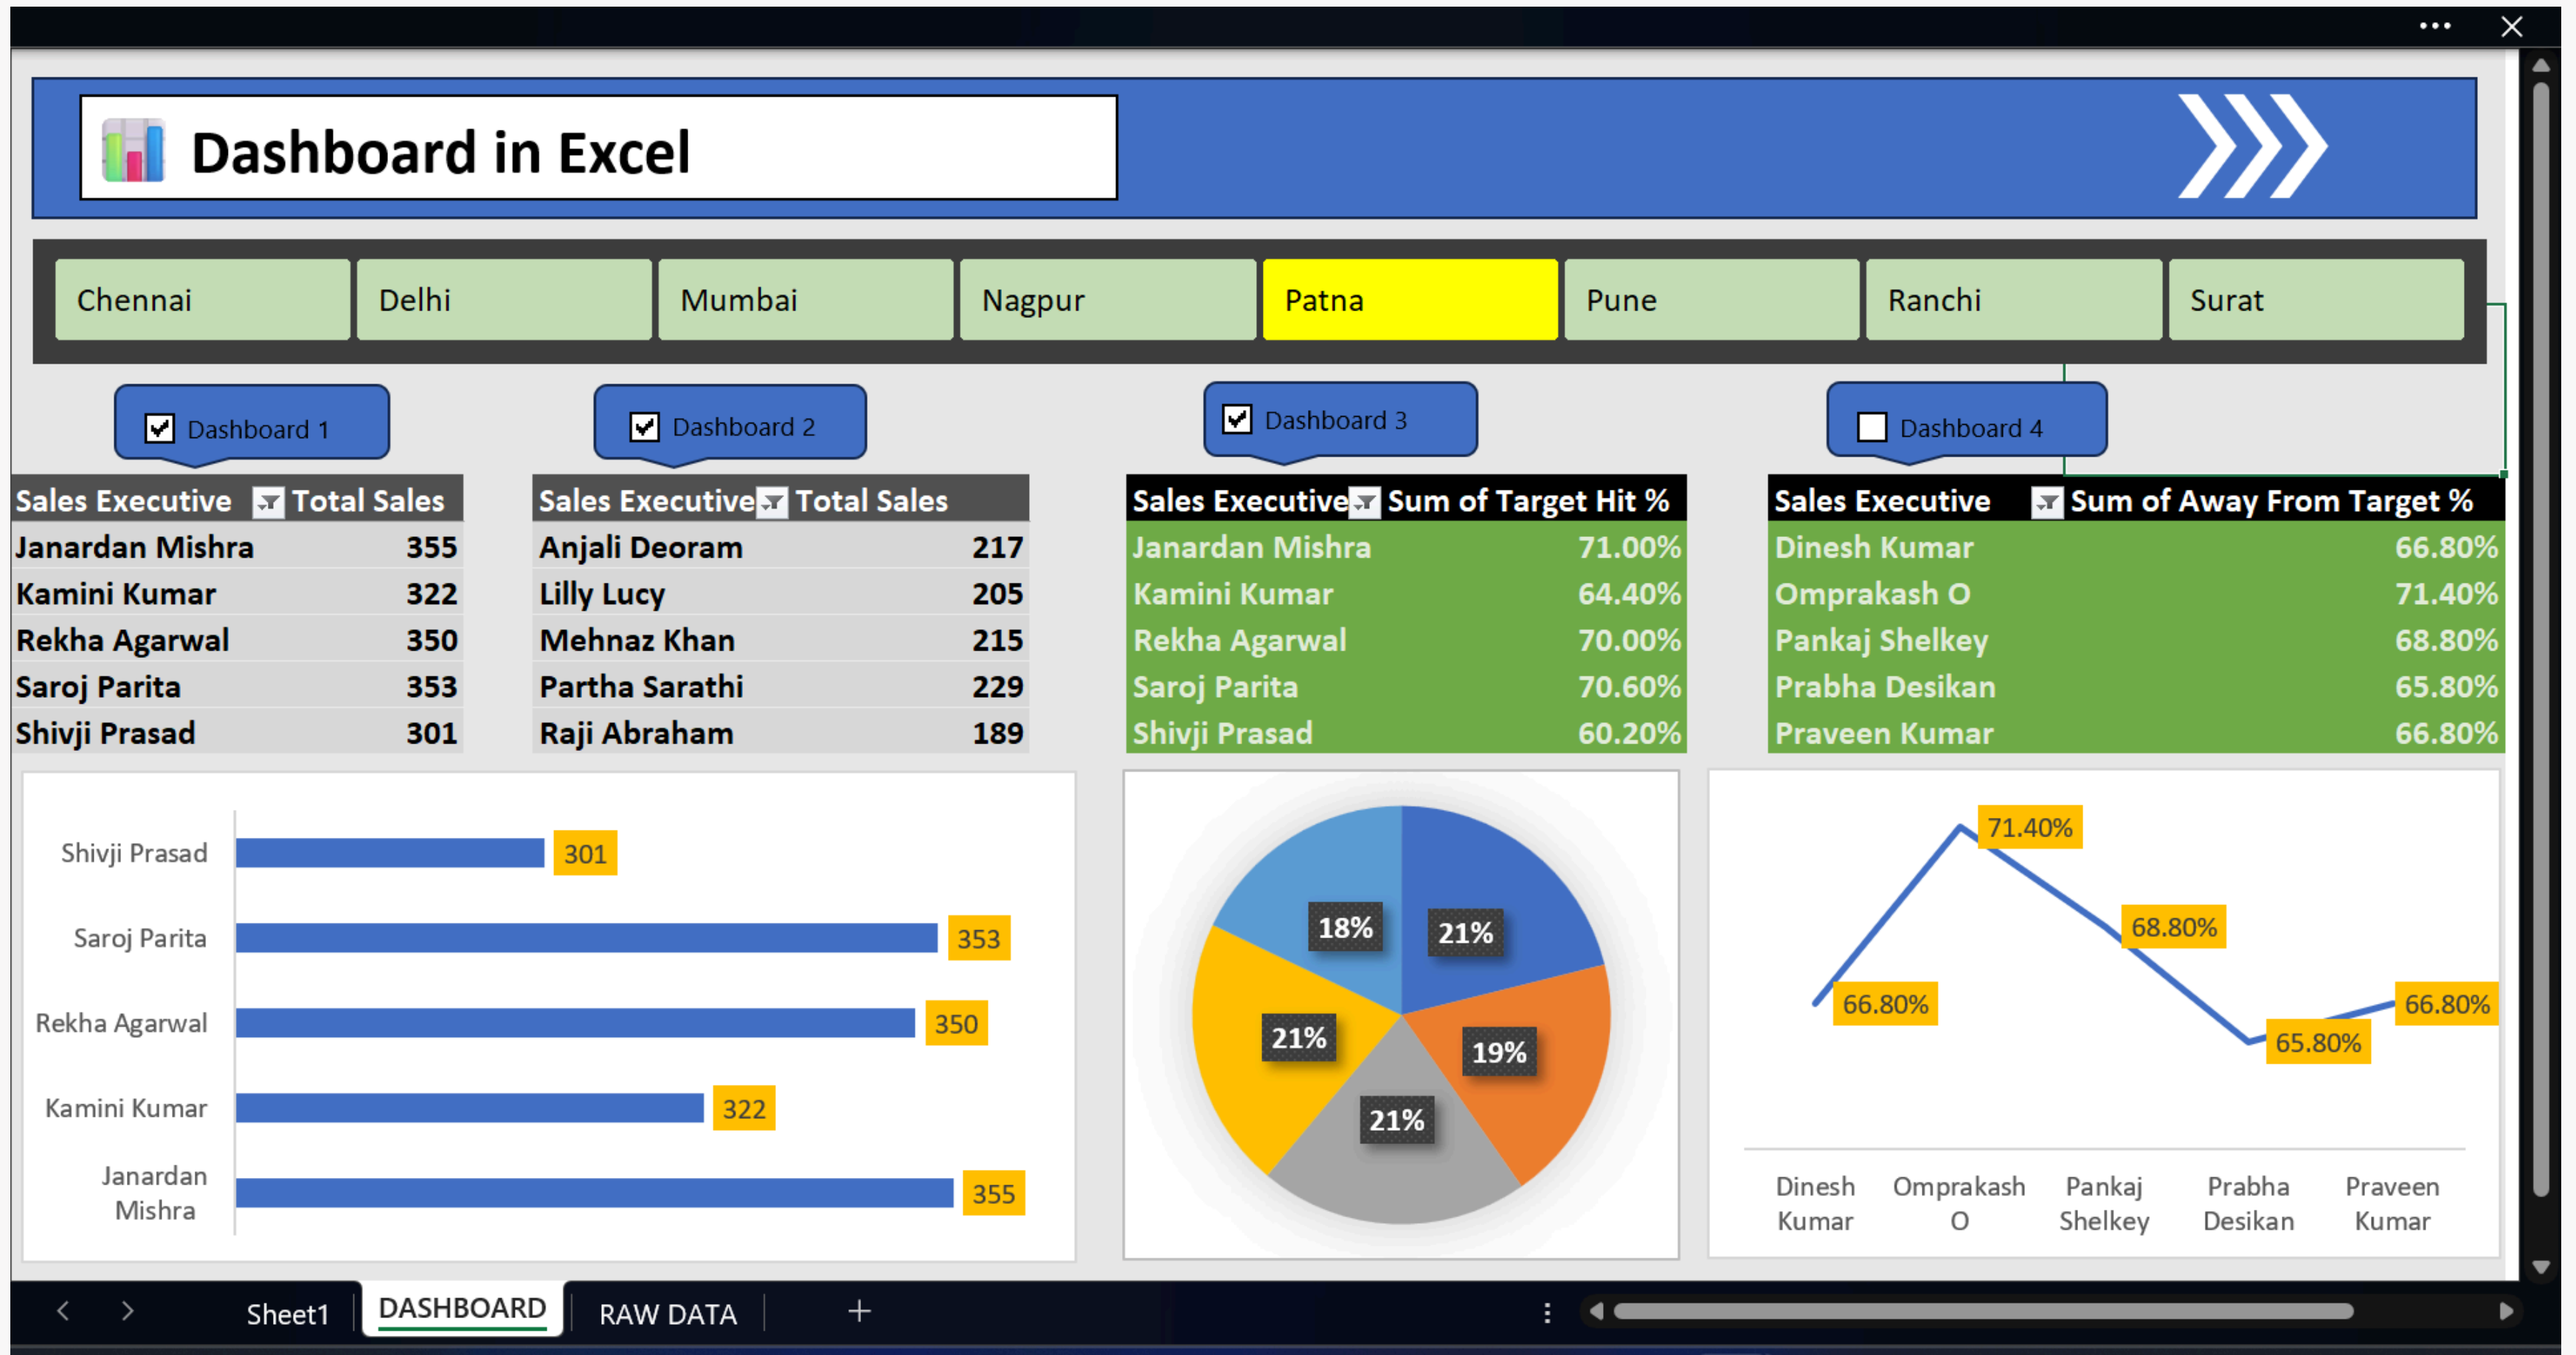 Dashboard in Excel
Chennai Delhi Mumbai Nagpur Patna Pune Ranchi Surat
Dashboard 1 Dashboard 2 Dashboard 3 Dashboard 4
Sales Executive Total Sales
Janardan Mishra 355
Kamini Kumar 322
Rekha Agarwal 350
Saroj Parita 353
Shivji Prasad 301
Sales Executive Total Sales
Anjali Deoram 217
Lilly Lucy 205
Mehnaz Khan 215
Partha Sarathi 229
Raji Abraham 189
Sales Executive Sum of Target Hit %
Janardan Mishra 71.00%
Kamini Kumar 64.40%
Rekha Agarwal 70.00%
Saroj Parita 70.60%
Shivji Prasad 60.20%
Sales Executive Sum of Away From Target %
Dinesh Kumar 66.80%
Omprakash O 71.40%
Pankaj Shelkey 68.80%
Prabha Desikan 65.80%
Praveen Kumar 66.80%
Shivji Prasad 301
Saroj Parita 353
Rekha Agarwal 350
Kamini Kumar 322
Janardan
Mishra 355
18% 21%
21% 19%
21%
71.40%
68.80%
66.80% 66.80%
65.80%
Dinesh Omprakash Pankaj Prabha Praveen
Kumar O Shelkey Desikan Kumar
Sheet1 DASHBOARD RAW DATA